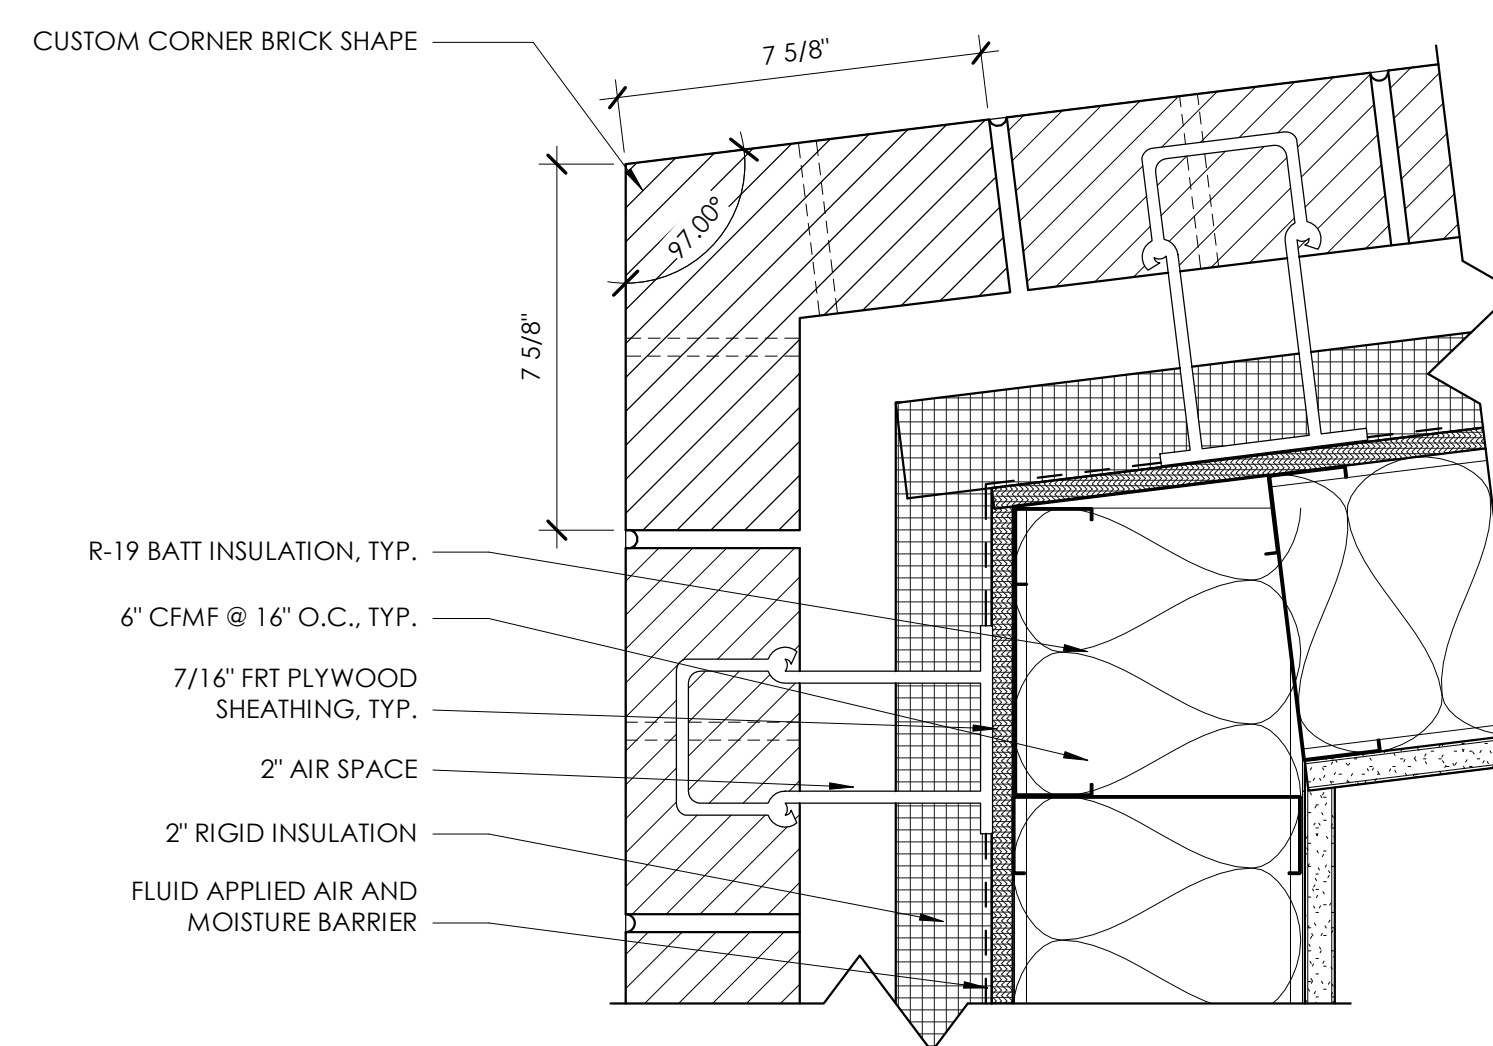 CUSTOM CORNER BRICK SHAPE
7 5/8"
97.00°
7 5/8"
R-19 BATT INSULATION, TYP.
6" CFMF @ 16" O.C., TYP.
7/16" FRT PLYWOOD
SHEATHING, TYP.
2" AIR SPACE
2" RIGID INSULATION
FLUID APPLIED AIR AND
MOISTURE BARRIER